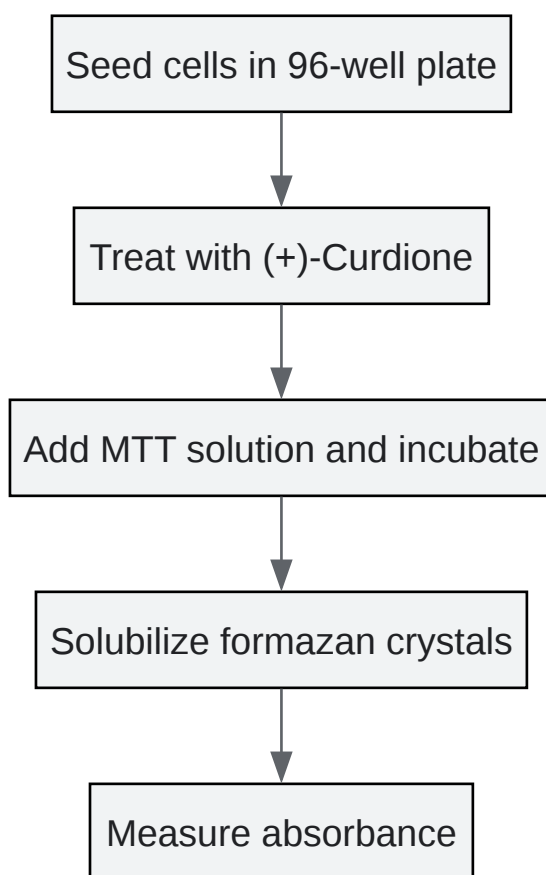 Seed cells in 96-well plate
Treat with (+)-Curdione
Add MTT solution and incubate
Solubilize formazan crystals
Measure absorbance